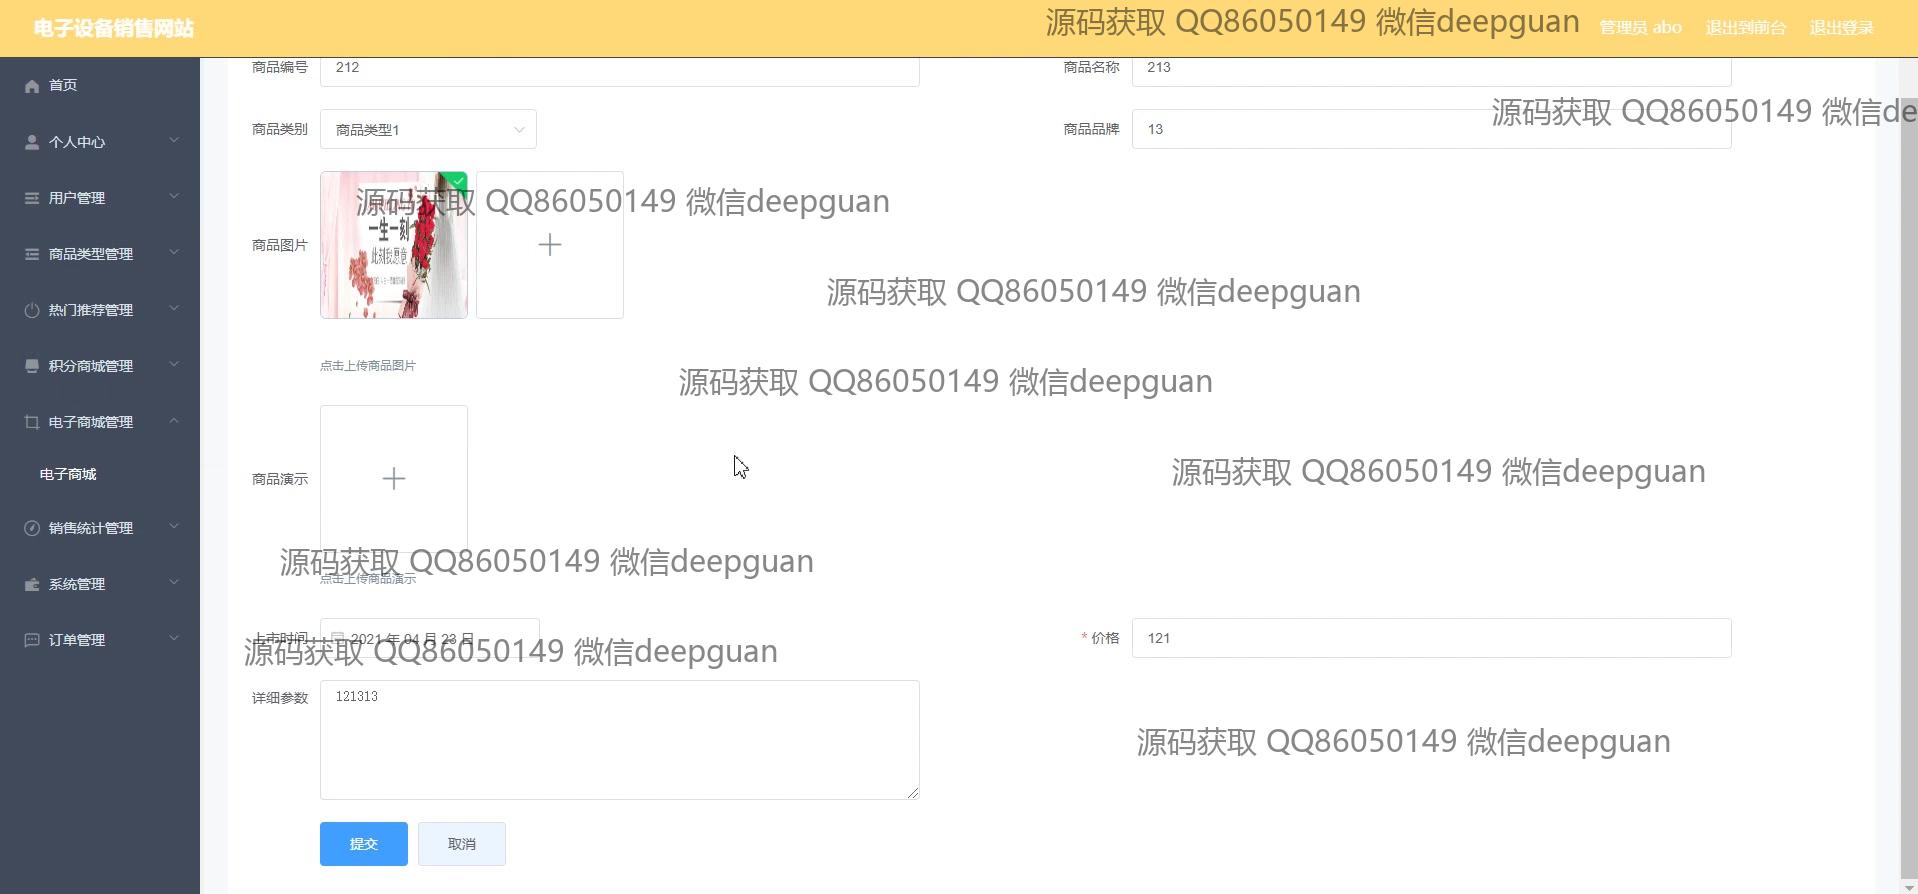 电子设备销售网站
源码获取 QQ86050149 微信deepguan
管理员 abo
退出到前台
退出登录
首页
个人中心
用户管理
商品类型管理
热门推荐管理
积分商城管理
电子商城管理
电子商城
销售统计管理
系统管理
订单管理
商品编号 212
商品名称 213
源码获取 QQ86050149 微信de
商品类别 商品类型1
商品品牌 13
源码获取 QQ86050149 微信deepguan
商品图片
一生一刻
源码获取 QQ86050149 微信deepguan
点击上传商品图片
源码获取 QQ86050149 微信deepguan
商品演示
源码获取 QQ86050149 微信deepguan
源码获取 QQ86050149 微信deepguan
点击上传商品演示
上市时间 2021 年 04 月 23 日
* 价格 121
源码获取 QQ86050149 微信deepguan
详细参数 121313
源码获取 QQ86050149 微信deepguan
提交
取消